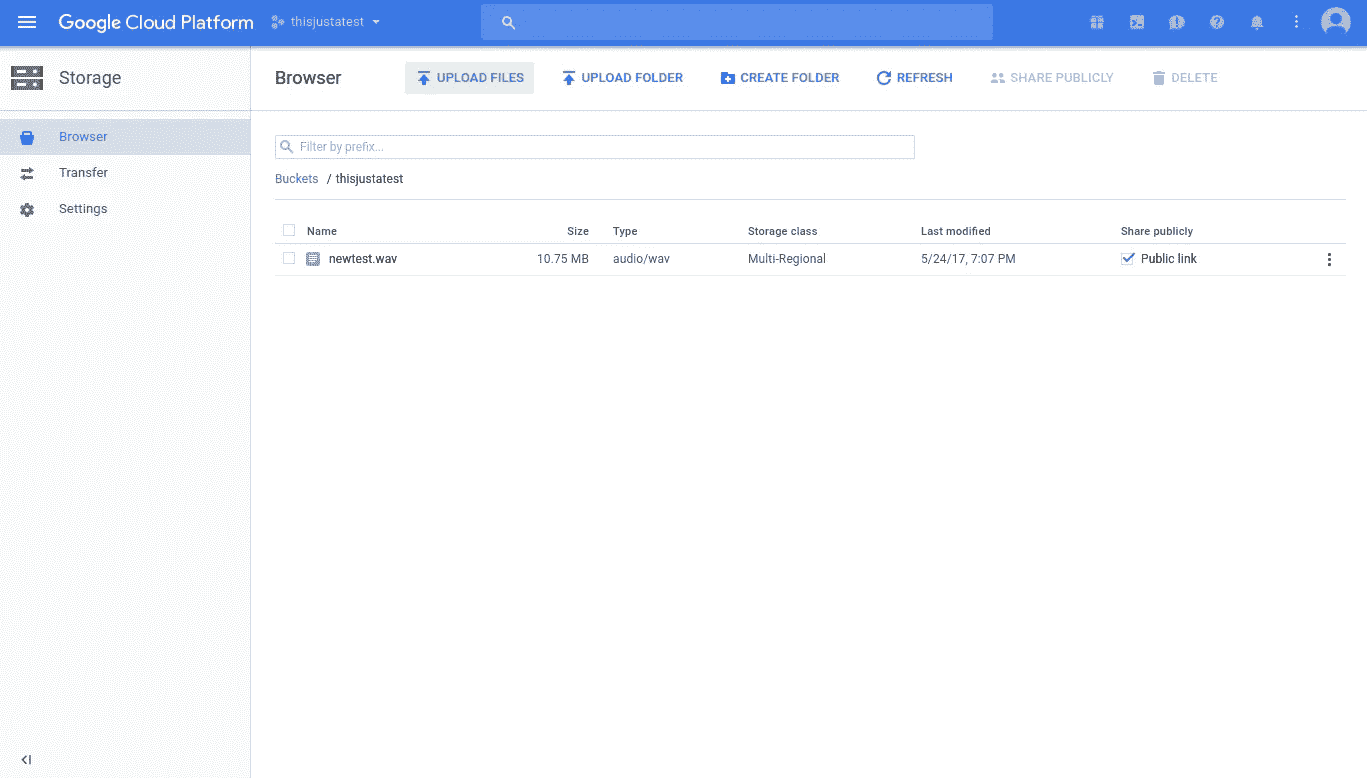 Google Cloud Platform thisjustatest
Storage Browser UPLOAD FILES UPLOAD FOLDER CREATE FOLDER REFRESH SHARE PUBLICLY DELETE
Browser
Transfer
Settings
Filter by prefix...
Buckets / thisjustatest
Name Size Type Storage class Last modified Share publicly
newtest.wav 10.75 MB audio/wav Multi-Regional 5/24/17, 7:07 PM Public link